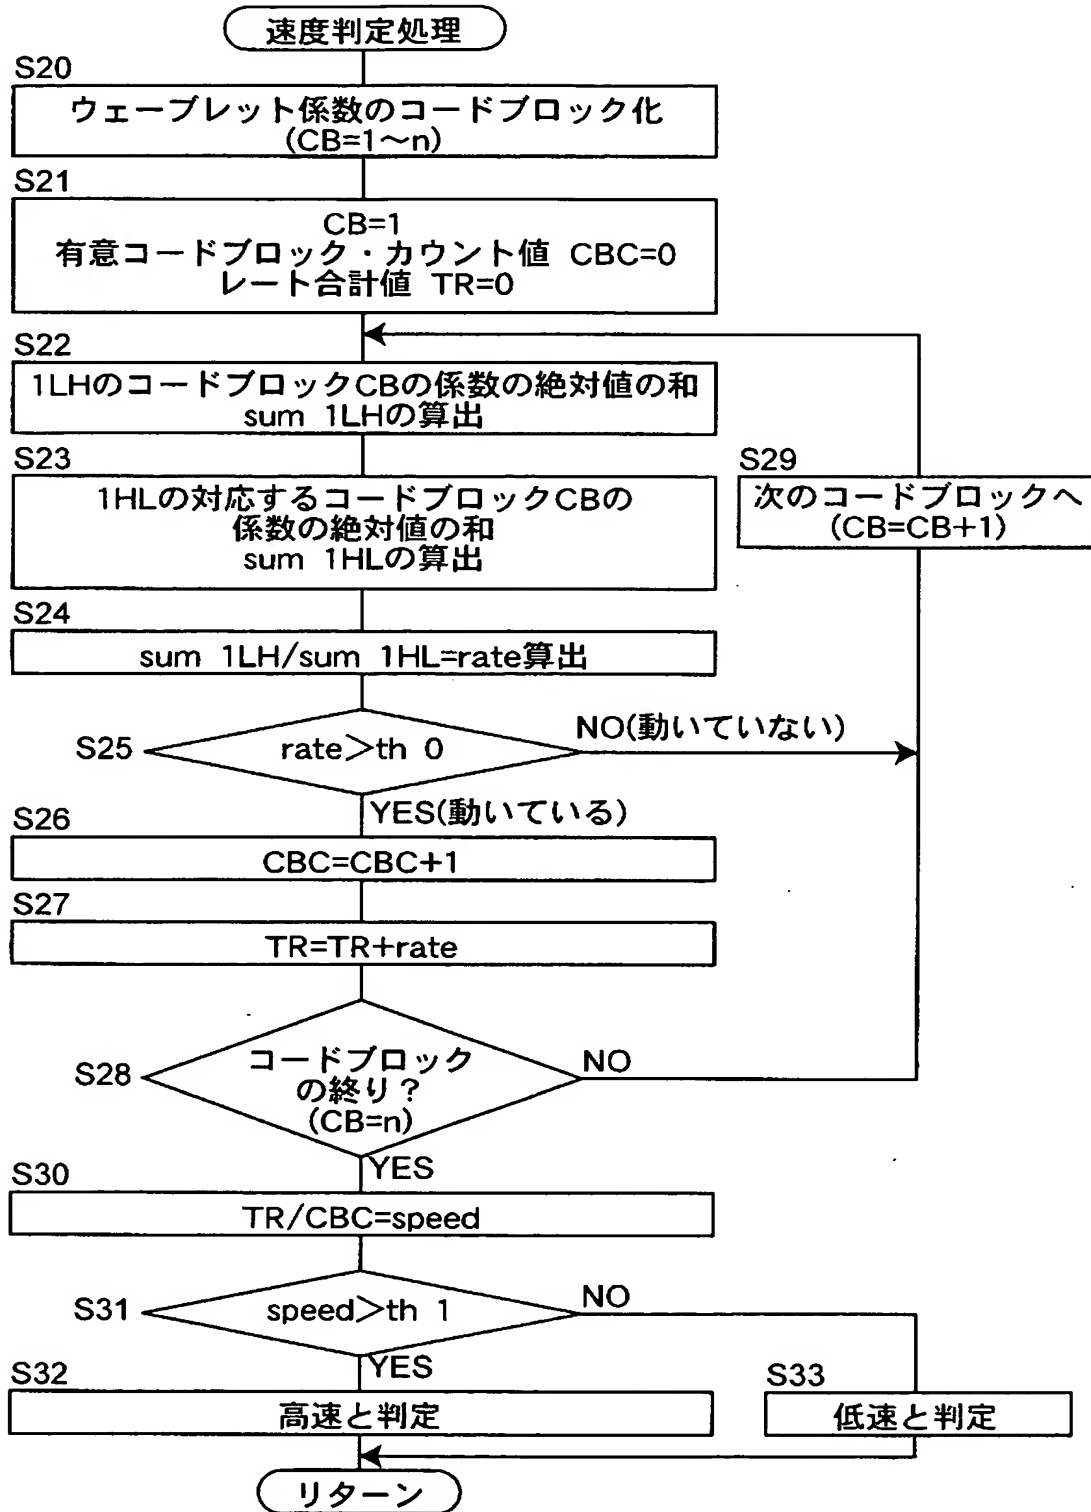 速度判定処理
S20
ウェーブレット係数のコードブロック化
(CB=1〜n)
S21
CB=1
有意コードブロック・カウント値 CBC=0
レート合計値 TR=0
S22
1LHのコードブロックCBの係数の絶対値の和
sum 1LHの算出
S23
1HLの対応するコードブロックCBの
係数の絶対値の和
sum 1HLの算出
S29
次のコードブロックへ
(CB=CB+1)
S24
sum 1LH/sum 1HL=rate算出
S25
rate>th 0
NO(動いていない)
YES(動いている)
S26
CBC=CBC+1
S27
TR=TR+rate
S28
コードブロック
の終り?
(CB=n)
NO
YES
S30
TR/CBC=speed
S31
speed>th 1
NO
YES
S32
高速と判定
S33
低速と判定
リターン